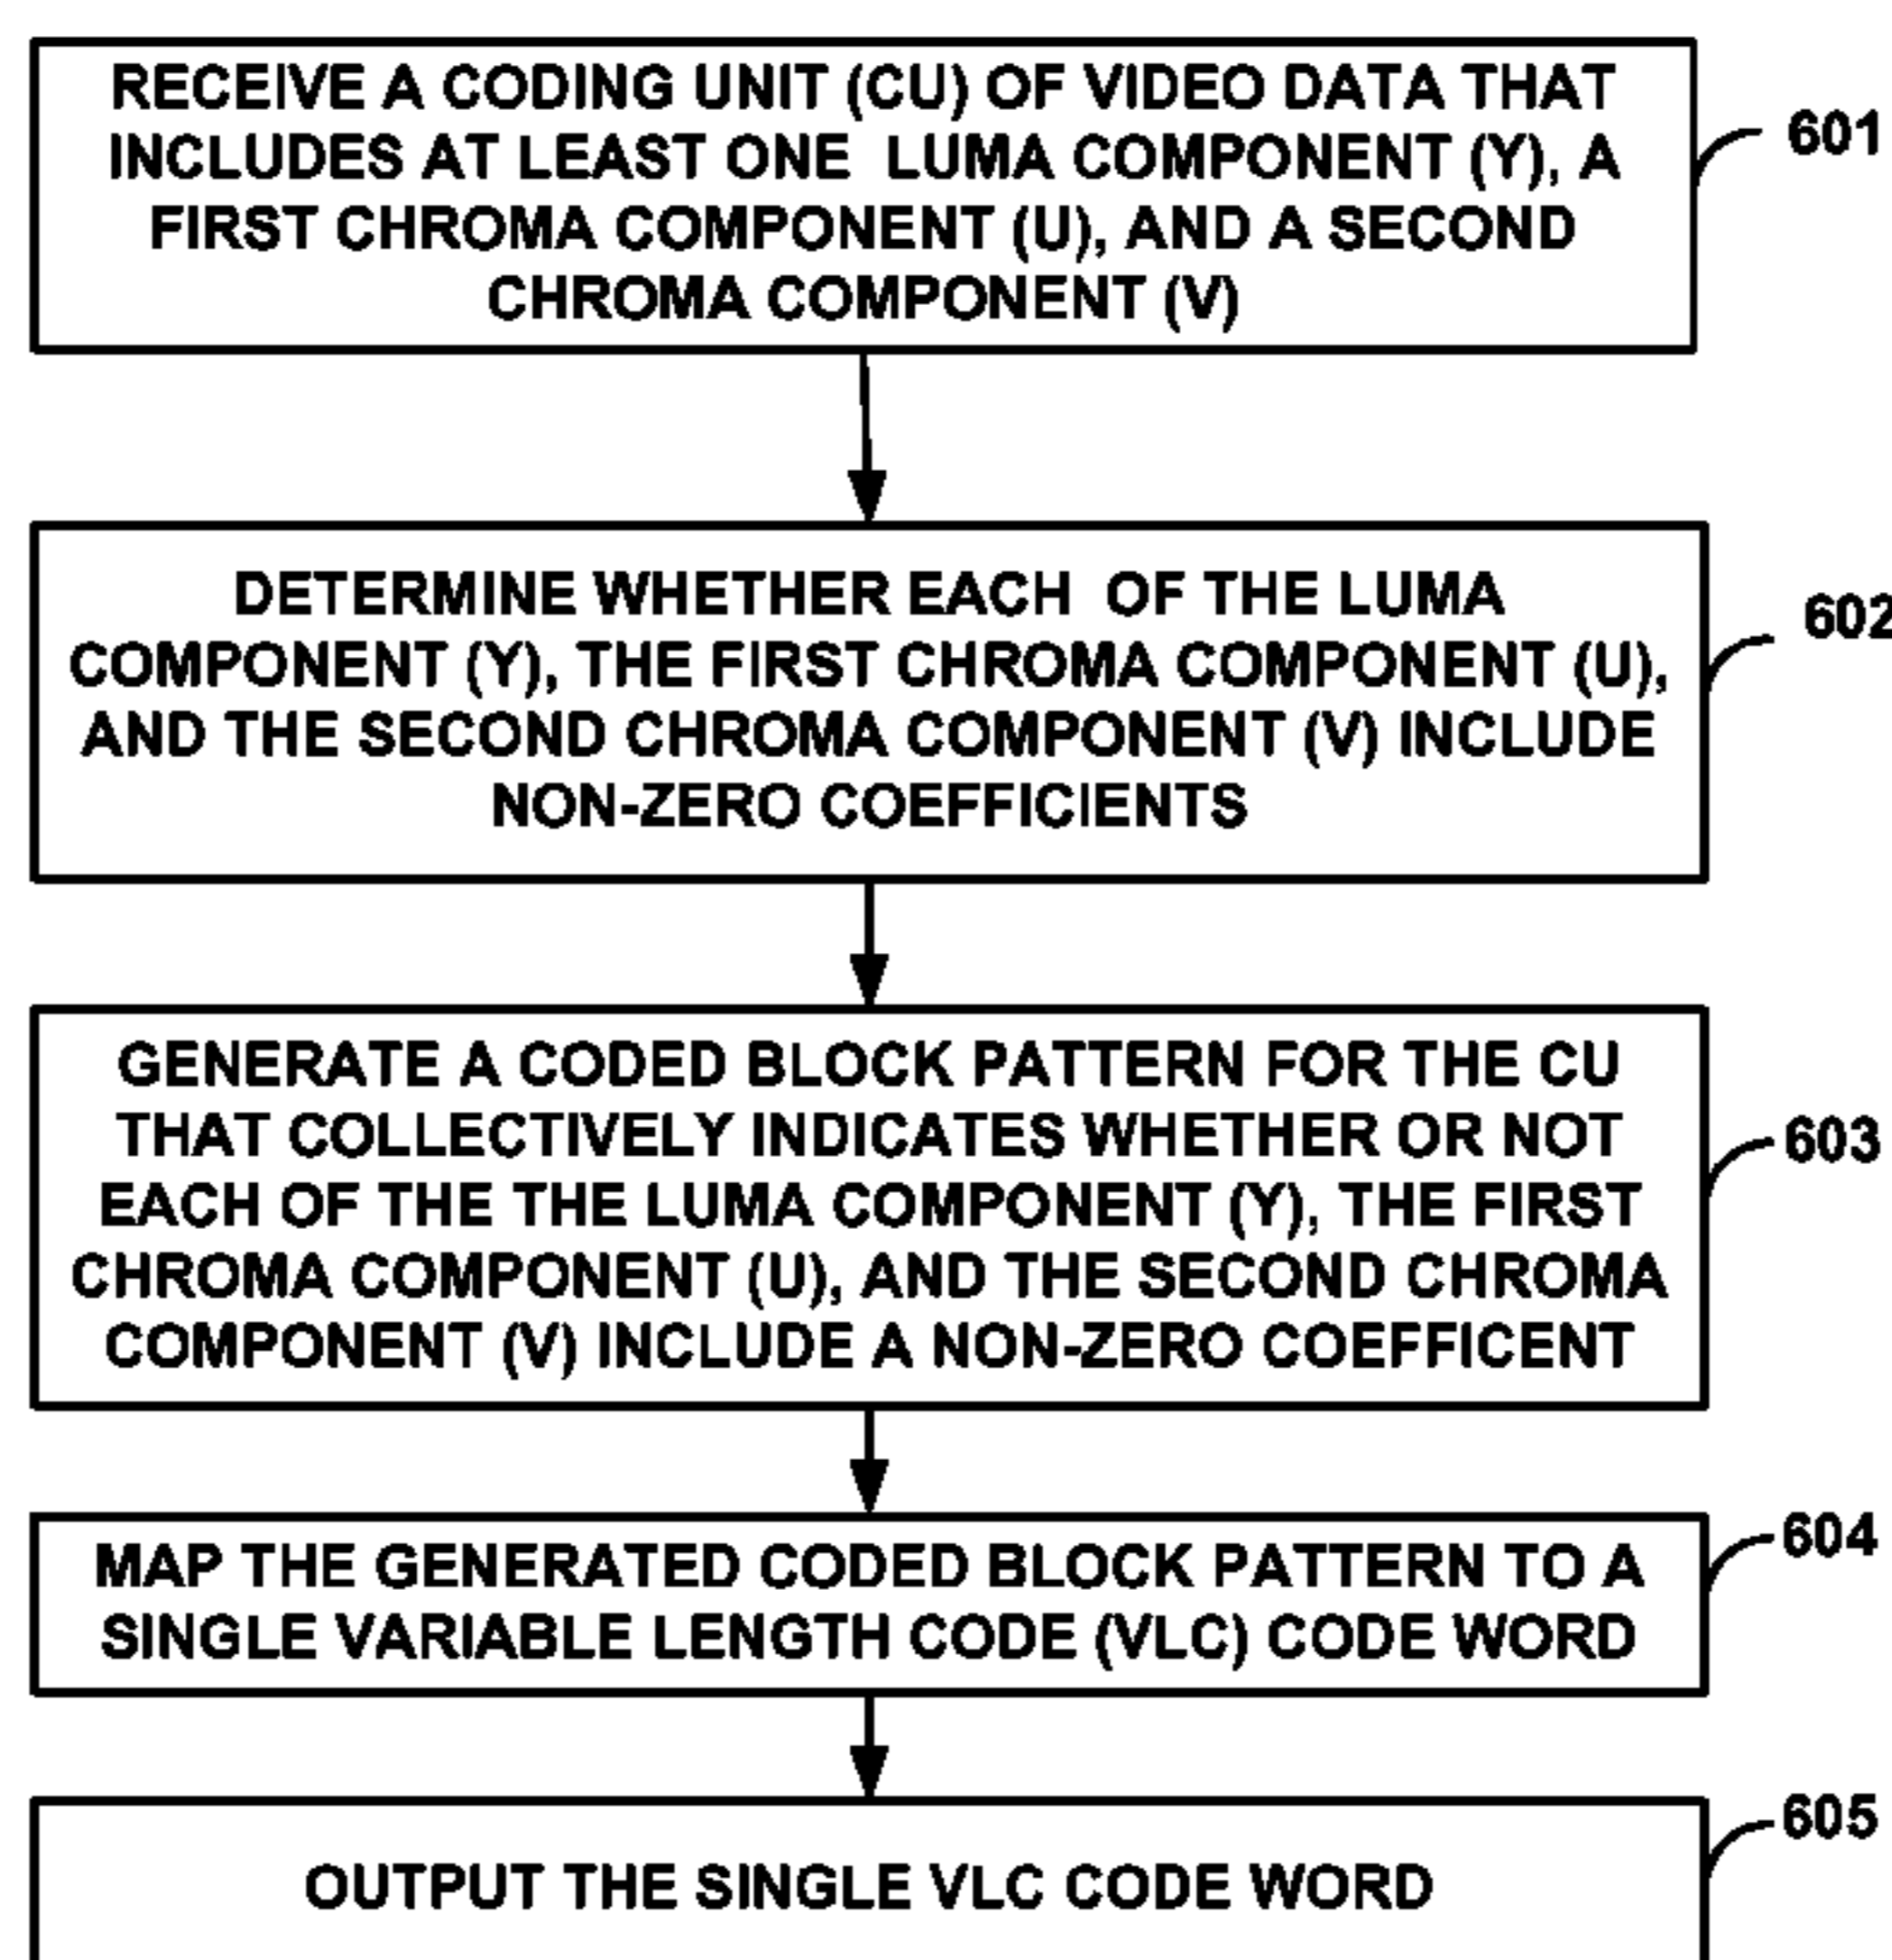 RECEIVE A CODING UNIT (CU) OF VIDEO DATA THAT
INCLUDES AT LEAST ONE LUMA COMPONENT (Y), A
FIRST CHROMA COMPONENT (U), AND A SECOND
CHROMA COMPONENT (V)
601
DETERMINE WHETHER EACH OF THE LUMA
COMPONENT (Y), THE FIRST CHROMA COMPONENT (U),
AND THE SECOND CHROMA COMPONENT (V) INCLUDE
NON-ZERO COEFFICIENTS
602
GENERATE A CODED BLOCK PATTERN FOR THE CU
THAT COLLECTIVELY INDICATES WHETHER OR NOT
EACH OF THE THE LUMA COMPONENT (Y), THE FIRST
CHROMA COMPONENT (U), AND THE SECOND CHROMA
COMPONENT (V) INCLUDE A NON-ZERO COEFFICENT
603
MAP THE GENERATED CODED BLOCK PATTERN TO A
SINGLE VARIABLE LENGTH CODE (VLC) CODE WORD
604
OUTPUT THE SINGLE VLC CODE WORD
605